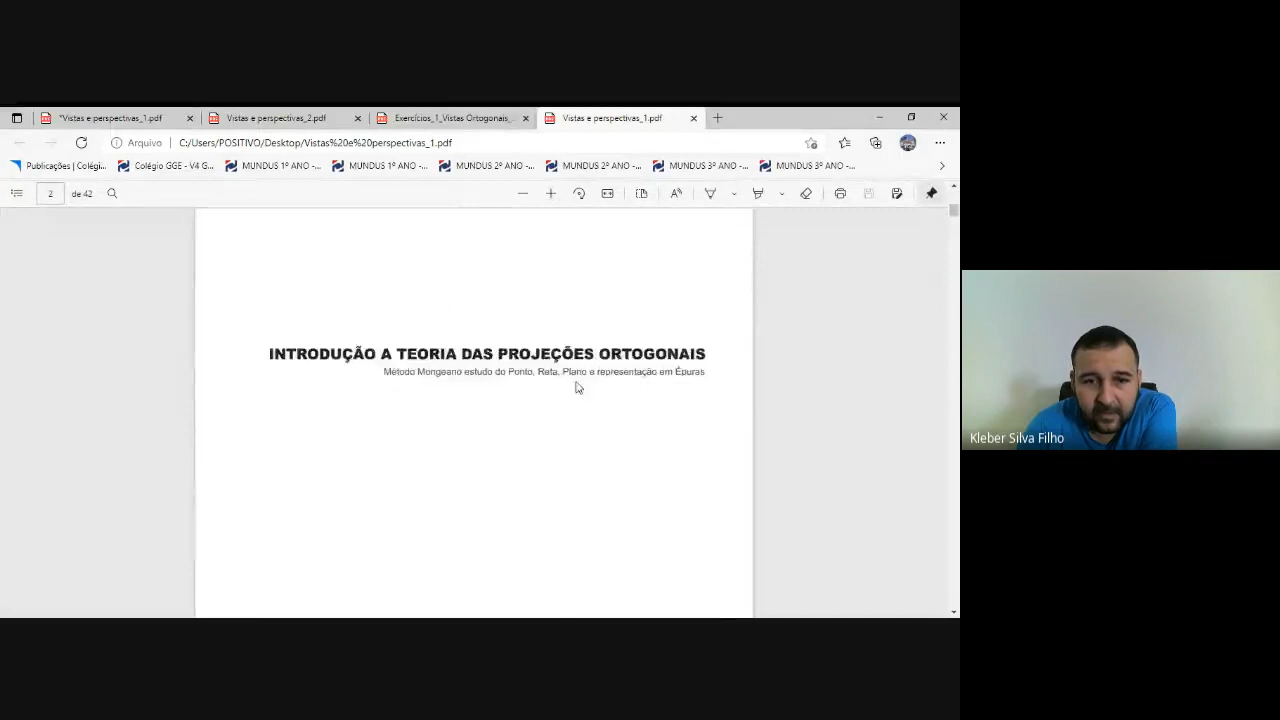 *Vistas e perspectivas_1.pdf
Vistas e perspectivas_2.pdf
Exercícios_1_Vistas Ortogonais_...
Vistas e perspectivas_1.pdf
Arquivo
C:/Users/POSITIVO/Desktop/Vistas%20e%20perspectivas_1.pdf
Publicações | Colégi...
Colégio GGE - V4 G...
MUNDUS 1º ANO -...
MUNDUS 1º ANO -...
MUNDUS 2º ANO -...
MUNDUS 2º ANO -...
MUNDUS 3º ANO -...
MUNDUS 3º ANO -...
2 de 42
INTRODUÇÃO A TEORIA DAS PROJEÇÕES ORTOGONAIS
Método Mongeano estudo do Ponto, Reta, Plano e representação em Épuras
Kleber Silva Filho